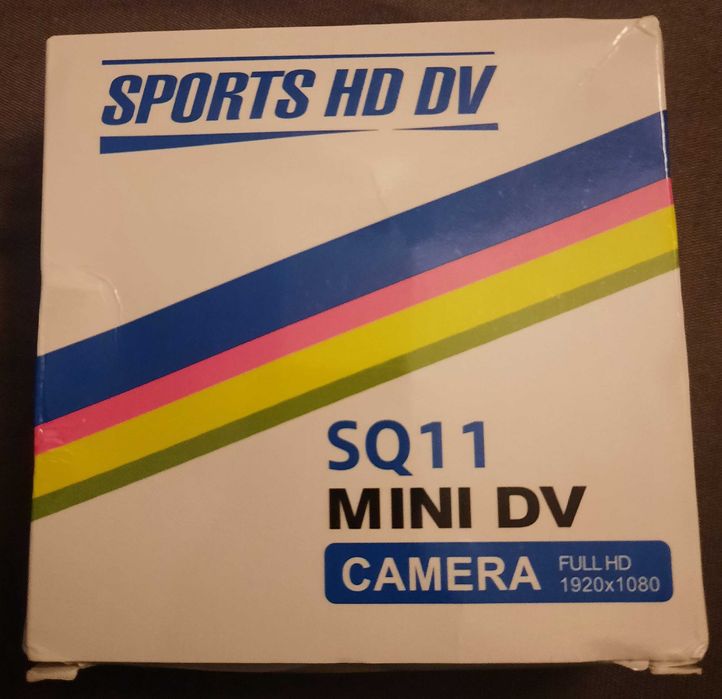 SPORTS HD DV
SQ11
MINI DV
CAMERA FULL HD
1920x1080